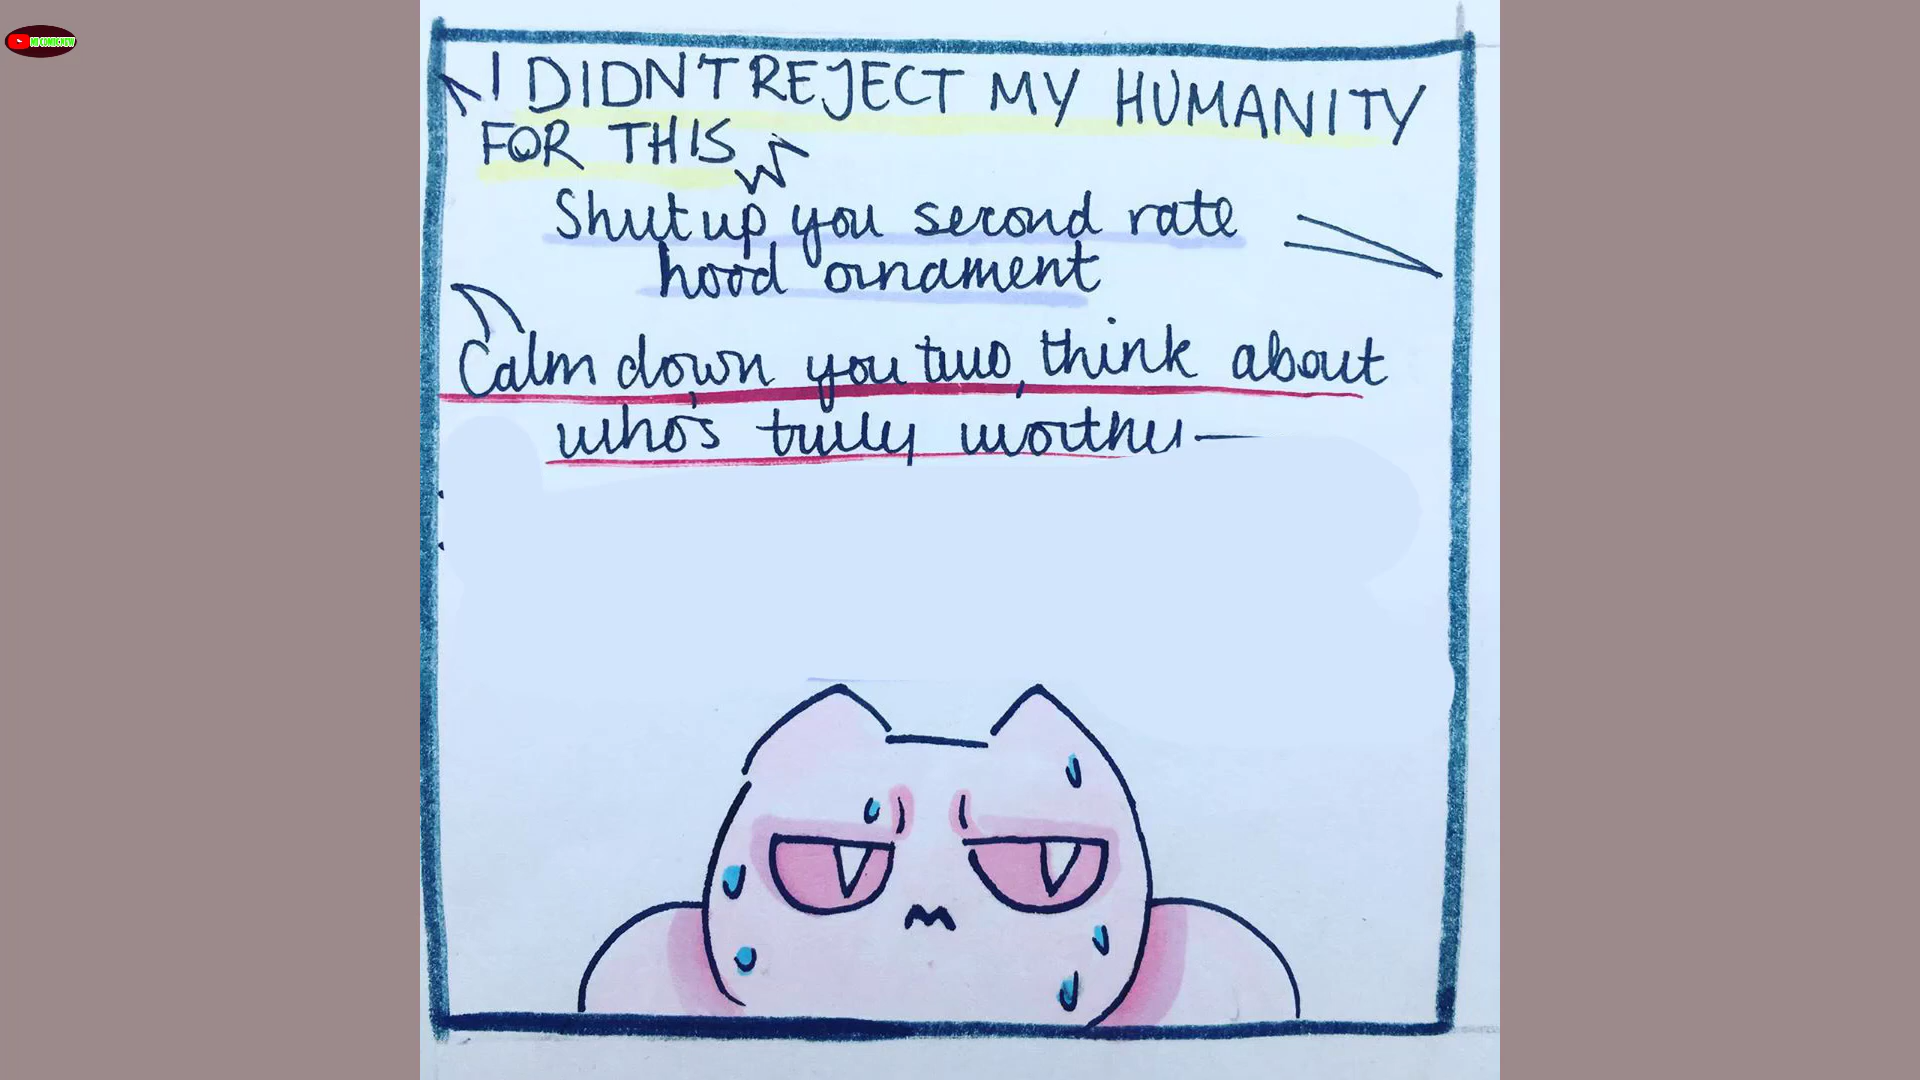 I DIDN'T REJECT MY HUMANITY
FOR THIS
Shut up you second rate
hood ornament
Calm down you two, think about
who's truly